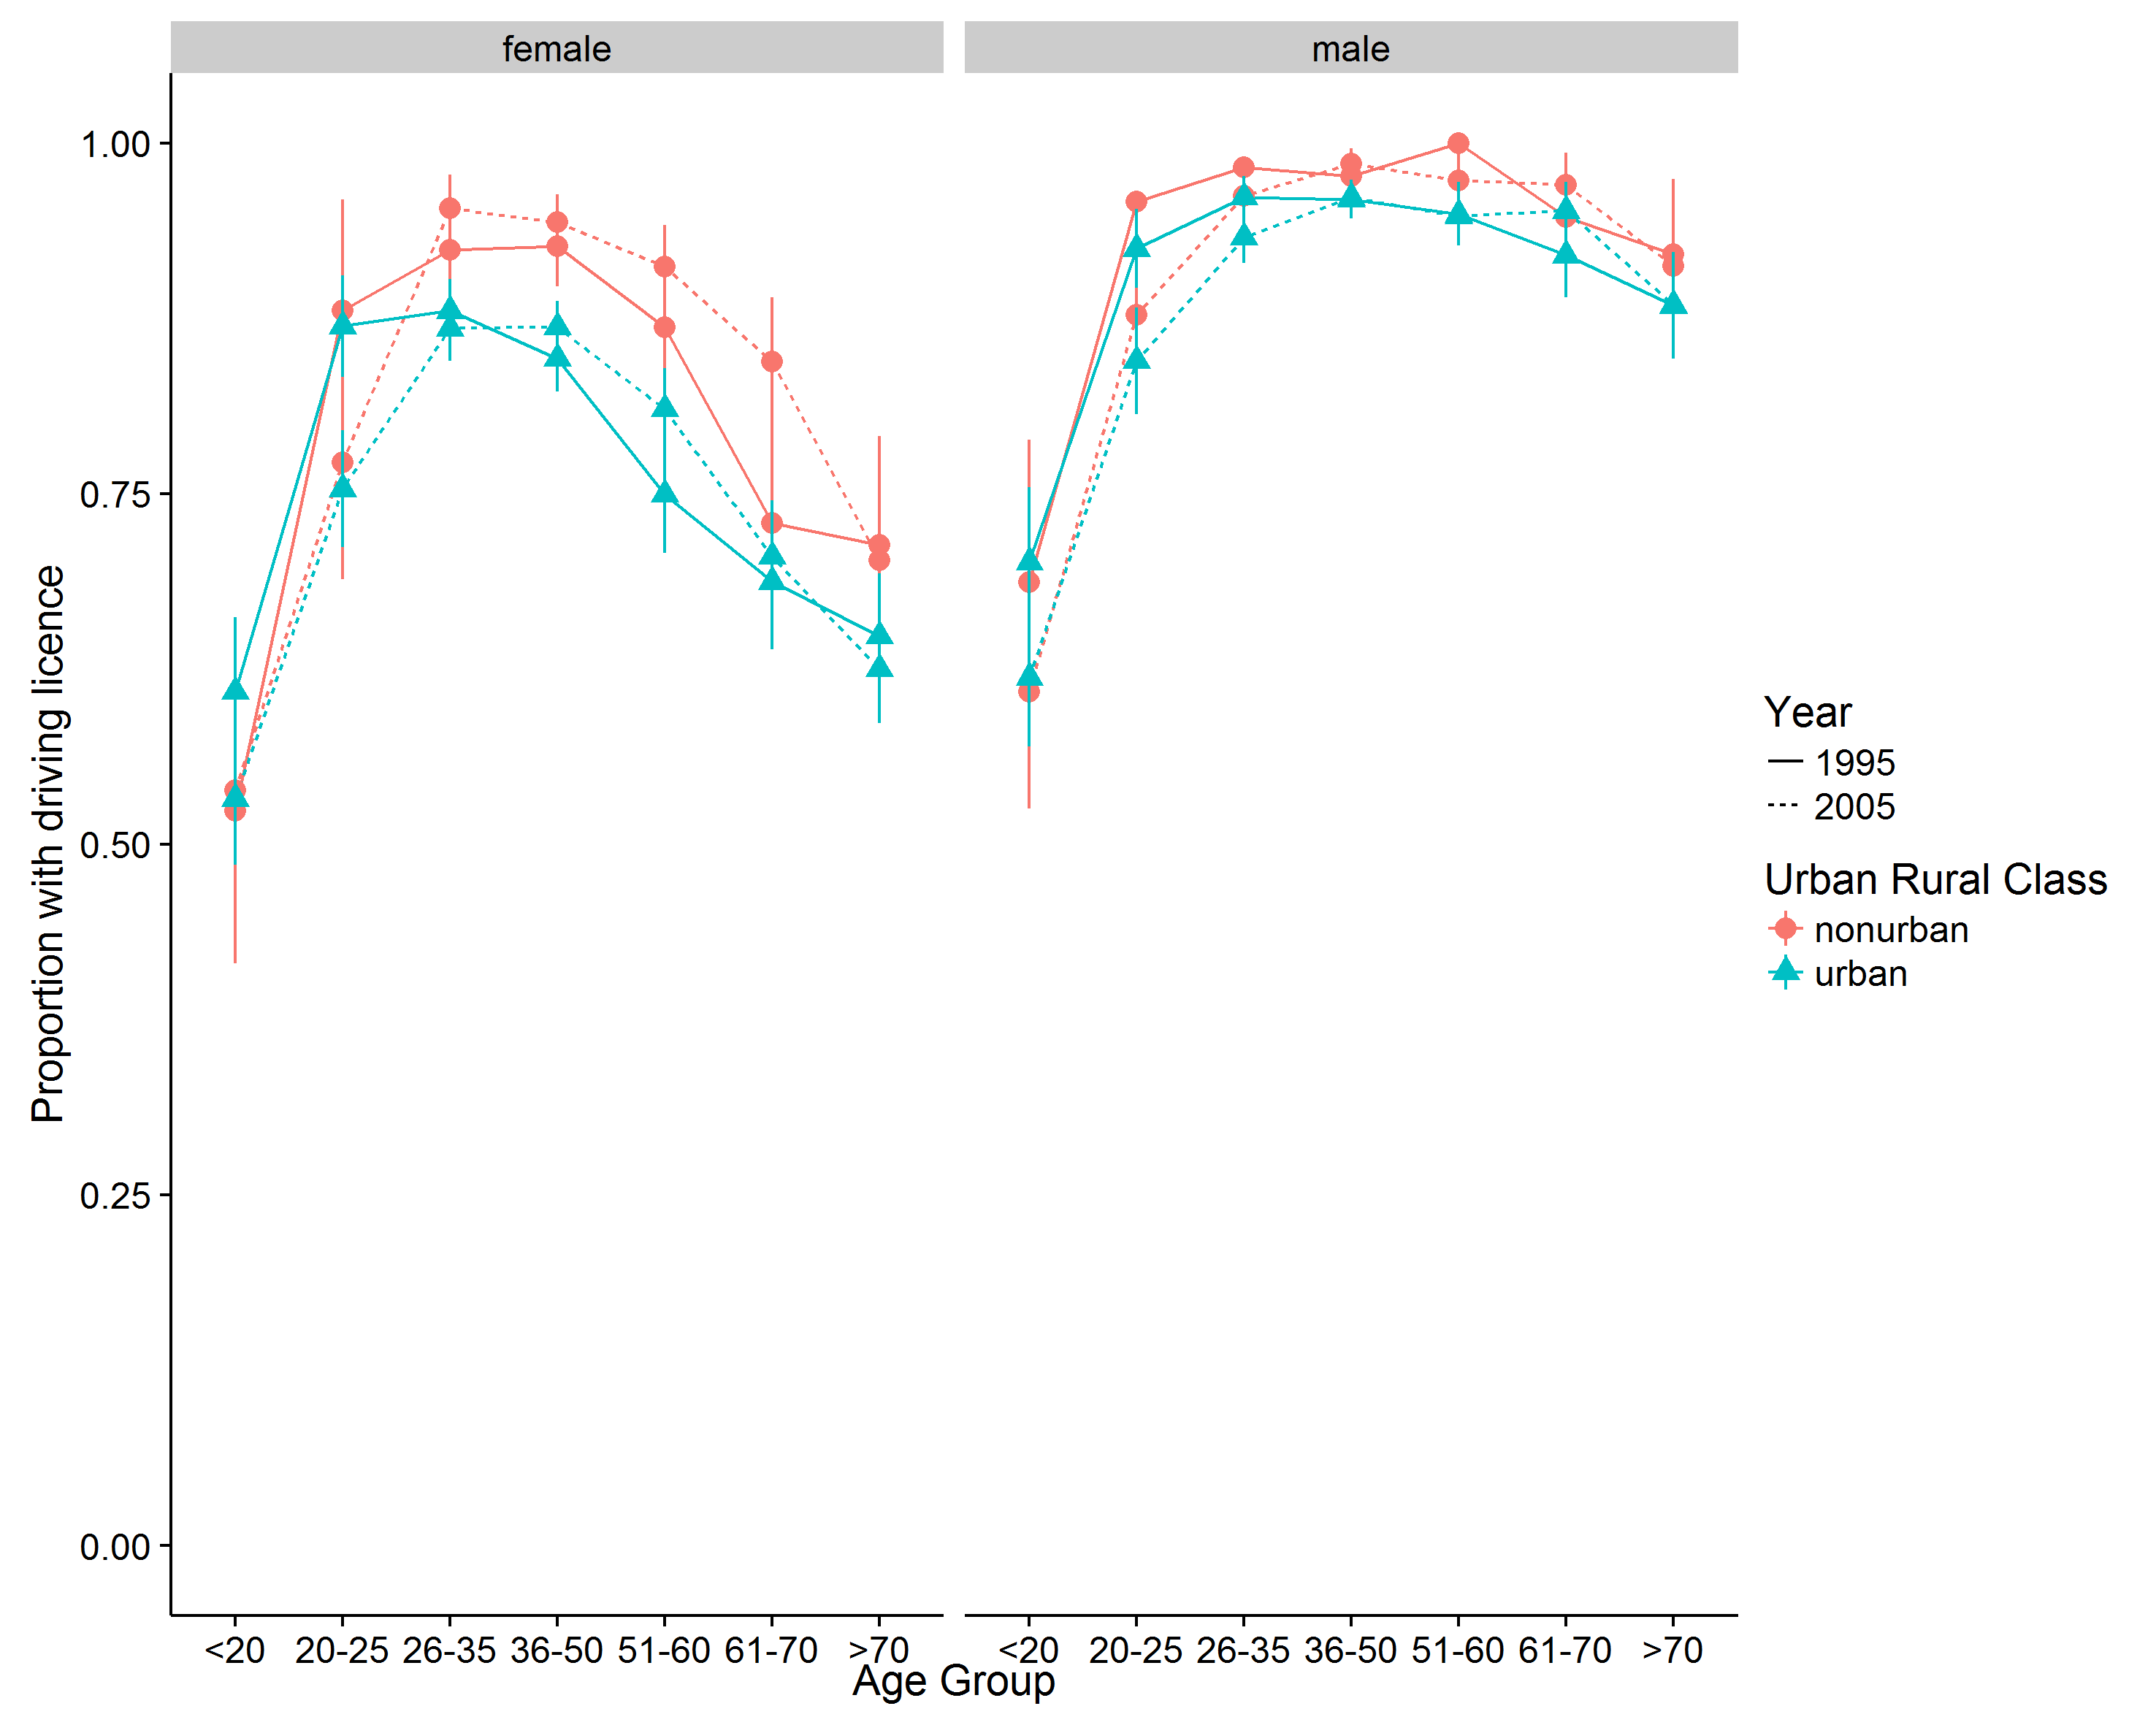 female
male
1.00
0.75
0.50
0.25
0.00
Proportion with driving licence
<20 20-25 26-35 36-50 51-60 61-70 >70
<20 20-25 26-35 36-50 51-60 61-70 >70
Age Group
Year
1995
2005
Urban Rural Class
nonurban
urban